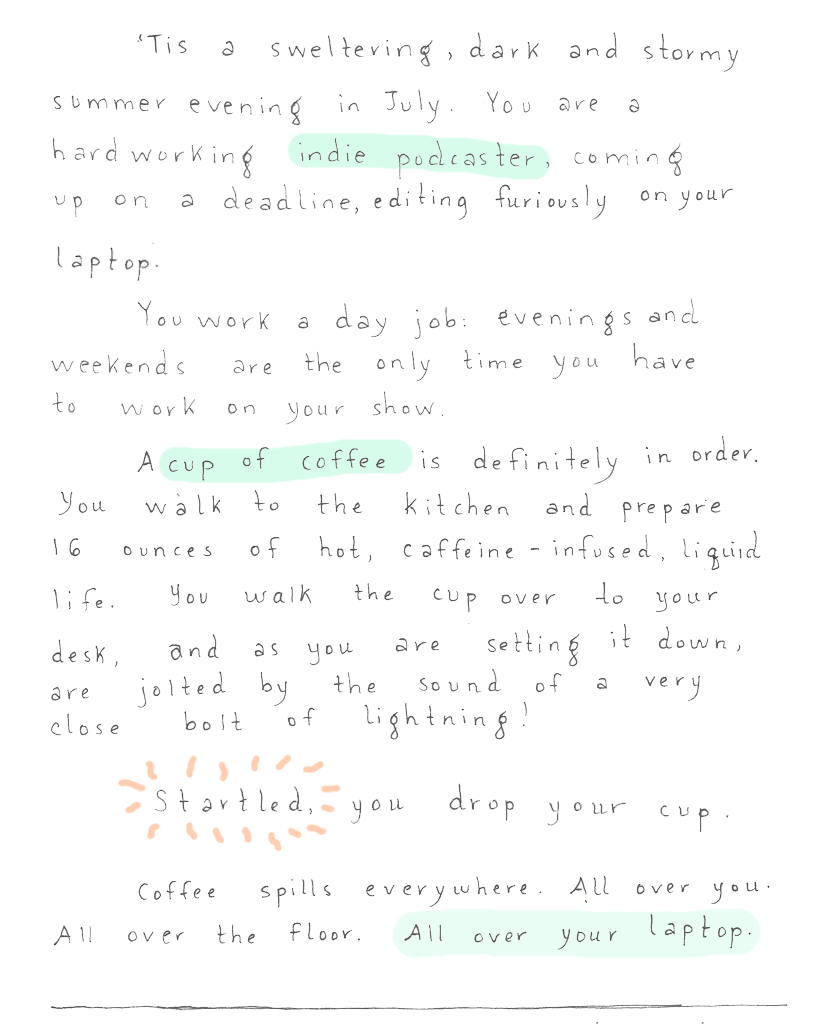 'Tis a sweltering, dark and stormy
summer evening in July. You are a
hardworking indie podcaster, coming
up on a deadline, editing furiously on your
laptop.
You work a day job: evenings and
weekends are the only time you have
to work on your show.
A cup of coffee is definitely in order.
You walk to the kitchen and prepare
16 ounces of hot, caffeine-infused, liquid
life. You walk the cup over to your
desk, and as you are setting it down,
are jolted by the sound of a very
close bolt of lightning!
Startled, you drop your cup.
Coffee spills everywhere. All over you.
All over the floor. All over your laptop.